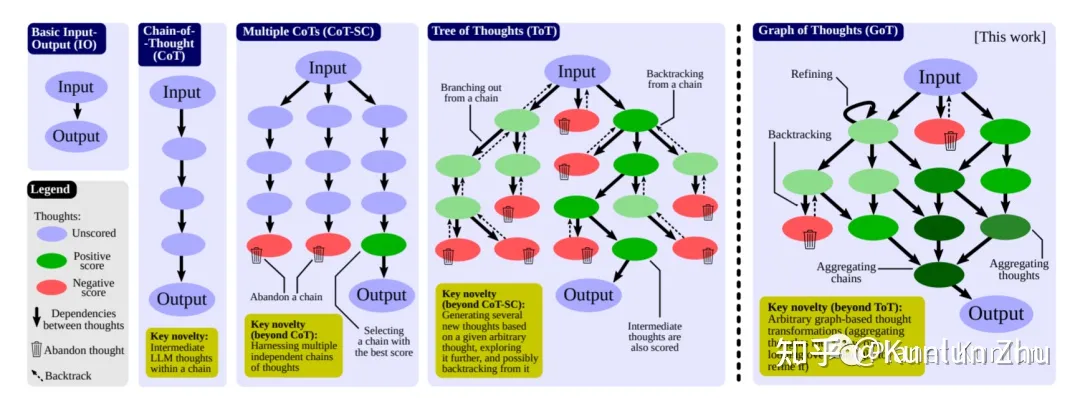 Basic Input-
Output (IO)
Input
Output
Legend
Thoughts:
Unscored
Positive
score
Negative
score
Dependencies
between thoughts
Abandon thought
Backtrack
Chain-of-
-Thought
(CoT)
Input
Output
Key novelty:
Intermediate
LLM thoughts
within a chain
Multiple CoTs (CoT-SC)
Input
Abandon a chain
Output
Key novelty
(beyond CoT):
Harnessing multiple
independent chains
of thoughts
Selecting
a chain with
the best score
Tree of Thoughts (ToT)
Input
Branching out
from a chain
Backtracking
from a chain
Output
Key novelty
(beyond CoT-SC):
Generating several
new thoughts based
on a given arbitrary
thought, exploring
it further, and possibly
backtracking from it
Intermediate
thoughts are
also scored
Graph of Thoughts (GoT)
[This work]
Refining
Input
Backtracking
Aggregating
chains
Aggregating
thoughts
Output
Key novelty (beyond ToT):
Arbitrary graph-based thought
transformations (aggregating
refine it)
知乎 @Kunlun Zhu